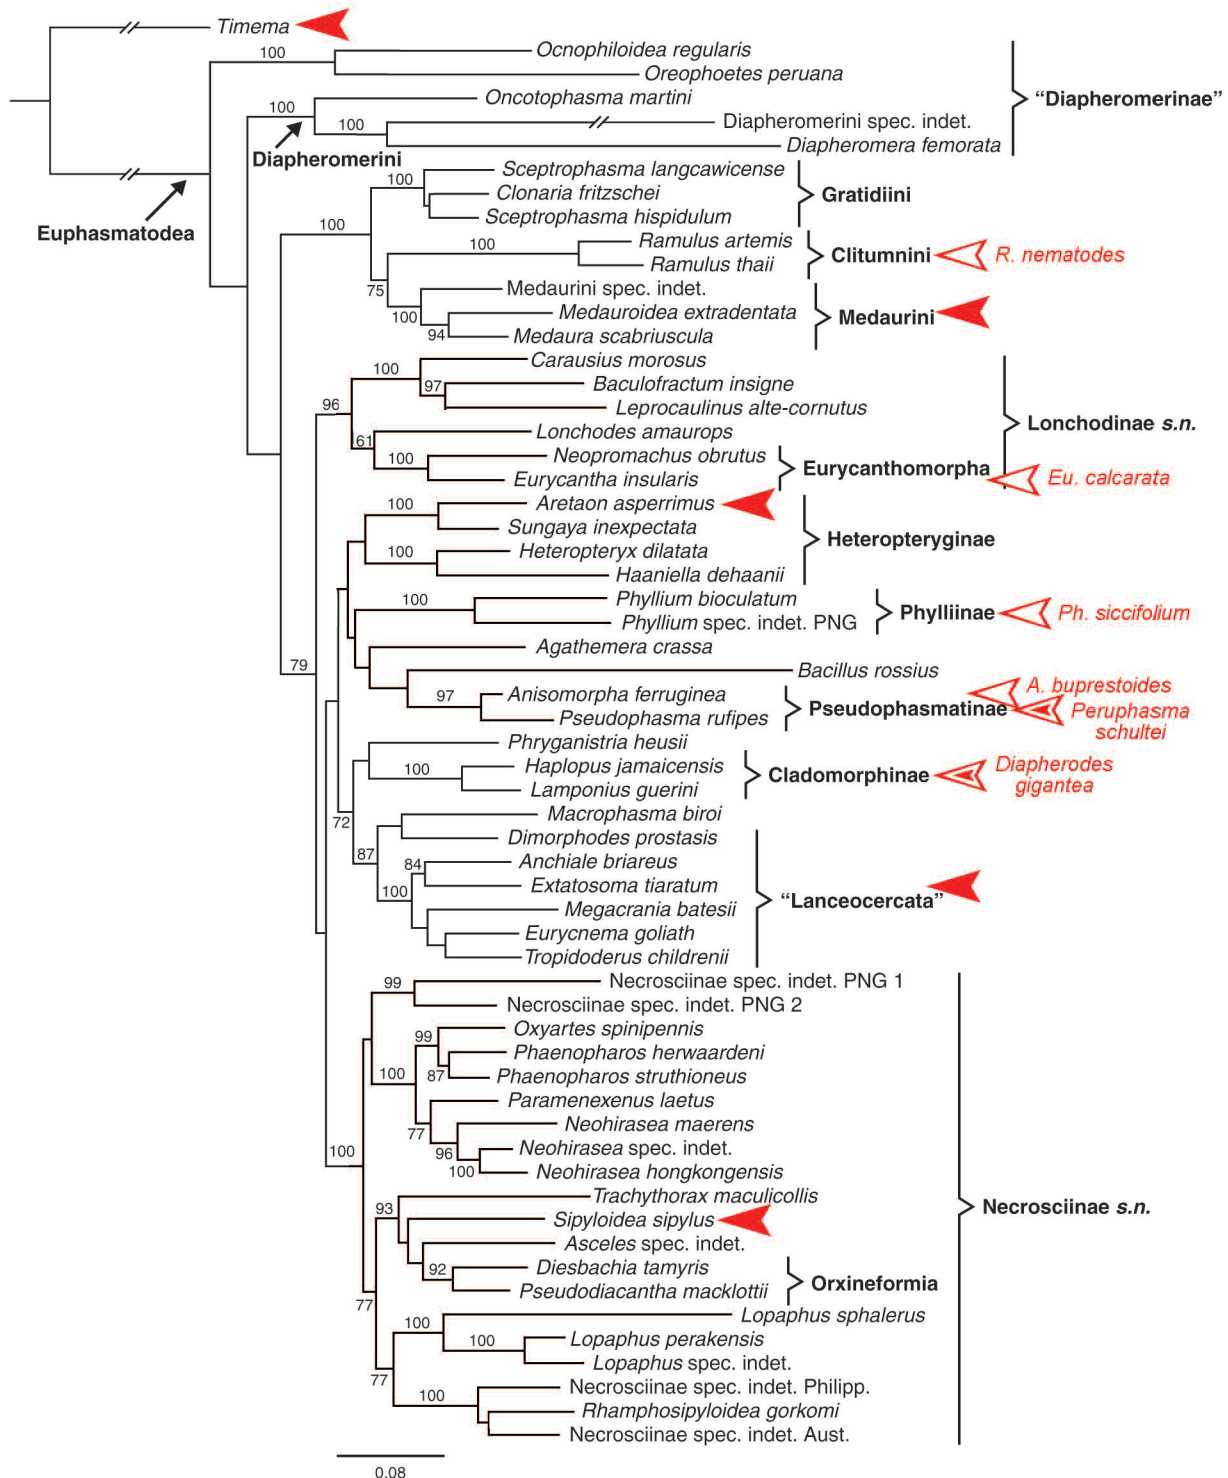 Timema
100
Ocnophiloidea regularis
Oreophoetes peruana
Oncotophasma martini
100
“Diapheromerinae”
100
Diapheromerini spec. indet.
Diapheromera femorata
Diapheromerini
Sceptrophasma langcawicense
100
Clonaria fritzschei
Gratidiini
Sceptrophasma hispidulum
Euphasmatodea
100
Ramulus artemis
100
Clitumnini
R. nematodes
Ramulus thaii
75
Medaurini spec. indet.
Medauroidea extradentata
100
Medaurini
94
Medaura scabriuscula
Carausius morosus
100
97
Baculofractum insigne
96
Leprocaulinus alte-cornutus
Lonchodinae s.n.
Lonchodes amaurops
61
Neopromachus obrutus
100
Eurycanthomorpha
Eu. calcarata
Eurycantha insularis
Aretaon asperrimus
100
Sungaya inexpectata
Heteropteryginae
Heteropteryx dilatata
100
Haaniella dehaanii
Phyllium bioculatum
100
Phylliinae
Ph. siccifolium
Phyllium spec. indet. PNG
Agathemera crassa
79
Bacillus rossius
A. buprestoides
Anisomorpha ferruginea
97
Pseudophasmatinae
Peruphasma
schultei
Pseudophasma rufipes
Phryganistria heusii
Haplopus jamaicensis
100
Cladomorphinae
Diapherodes
gigantea
Lamponius guerini
72
Macrophasma biroi
Dimorphodes prostasis
87
Anchiale briareus
84
Extatosoma tiaratum
100
“Lanceocercata”
Megacrania batesii
Eurycnema goliath
Tropidoderus childrenii
Necrosciinae spec. indet. PNG 1
99
Necrosciinae spec. indet. PNG 2
Oxyartes spinipennis
99
Phaenopharos herwaardeni
100
87
Phaenopharos struthioneus
Paramenexenus laetus
77
Neohirasea maerens
100
96
Neohirasea spec. indet.
100
Neohirasea hongkongensis
Trachythorax maculicollis
93
Necrosciinae s.n.
Sipyloidea sipylus
Asceles spec. indet.
92
Diesbachia tamyris
Orxineformia
Pseudodiacantha macklottii
77
Lopaphus sphalerus
100
100
Lopaphus perakensis
Lopaphus spec. indet.
77
Necrosciinae spec. indet. Philipp.
100
Rhamphosipyloidea gorkomi
Necrosciinae spec. indet. Aust.
0.08